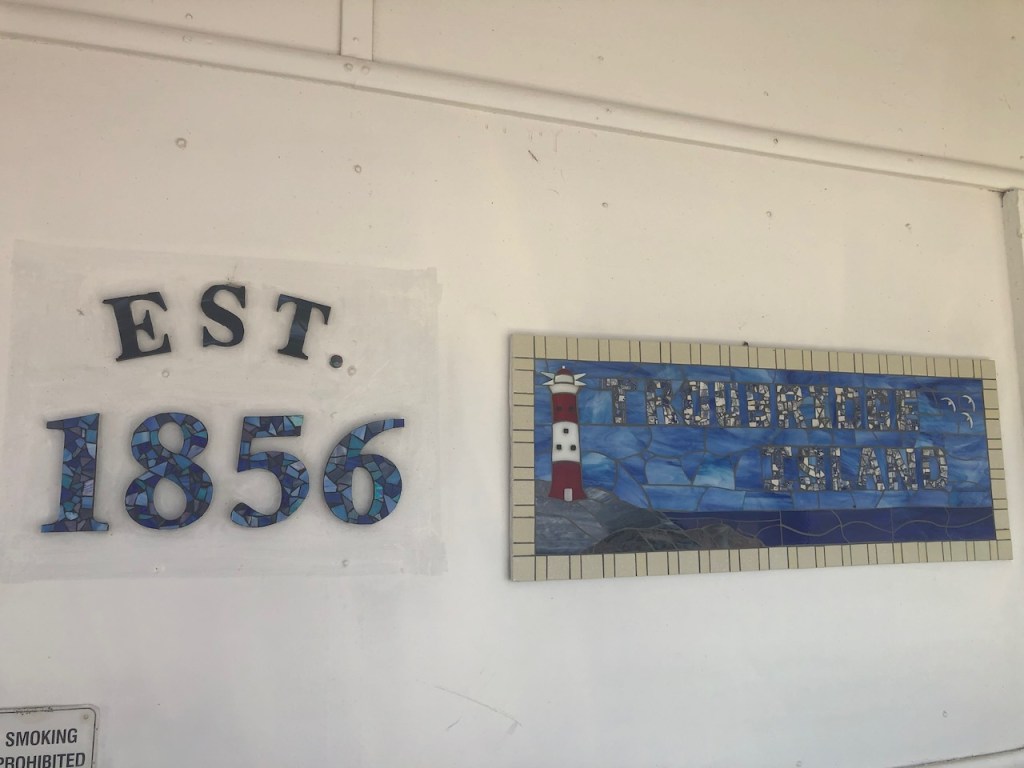 EST.
1856
TROUBRIDGE
ISLAND
SMOKING
PROHIBITED